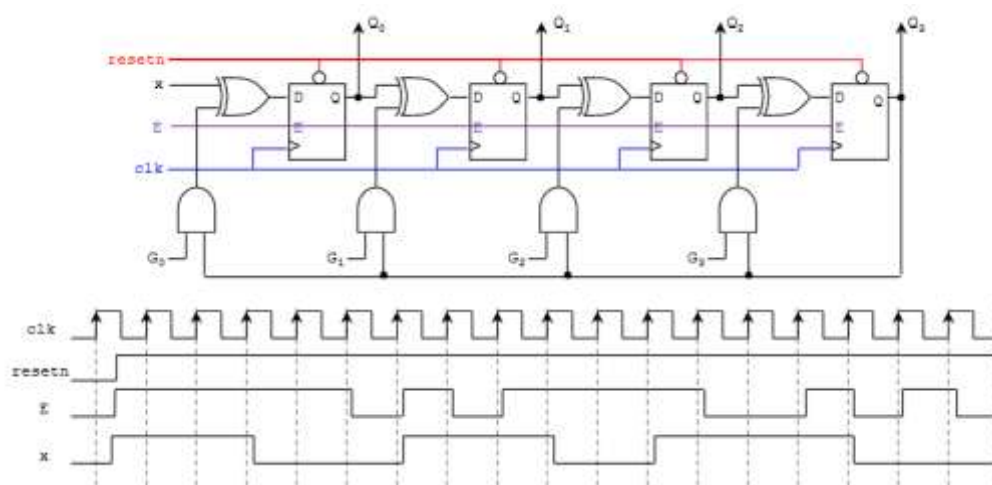 Q₀ Q₁ Q₂ Q₃
resetn
x
D Q D Q D Q D Q
E E E E E
clk
G₀ G₁ G₂ G₃
clk
resetn
E
x